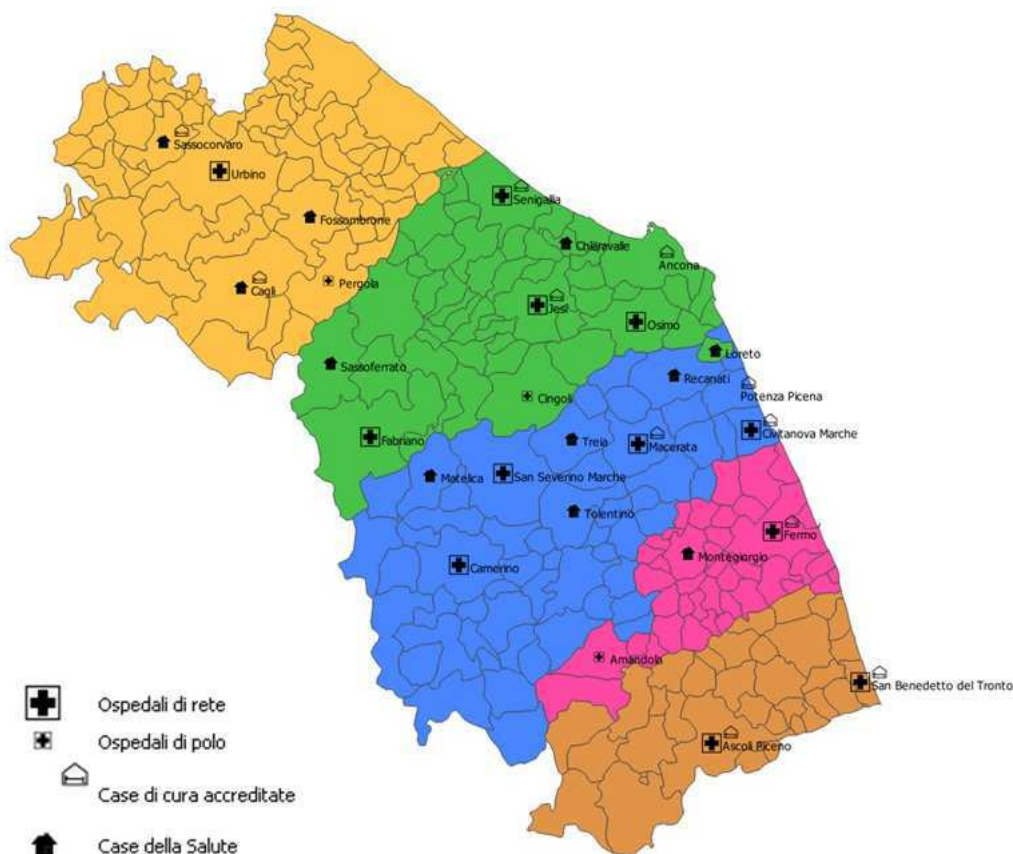 Sassocorvaro
Urbino
Senigallia
Fossombrone
Chiaravalle
Ancona
Pergola
Cagli
Jesi
Osimo
Loreto
Sassoferrato
Recanati
Potenza Picena
Cingoli
Civitanova Marche
Fabriano
Treia
Macerata
Matelica
San Severino Marche
Tolentino
Fermo
Montegiorgio
Camerino
Amandola
San Benedetto del Tronto
Ascoli Piceno
Ospedali di rete
Ospedali di polo
Case di cura accreditate
Case della Salute